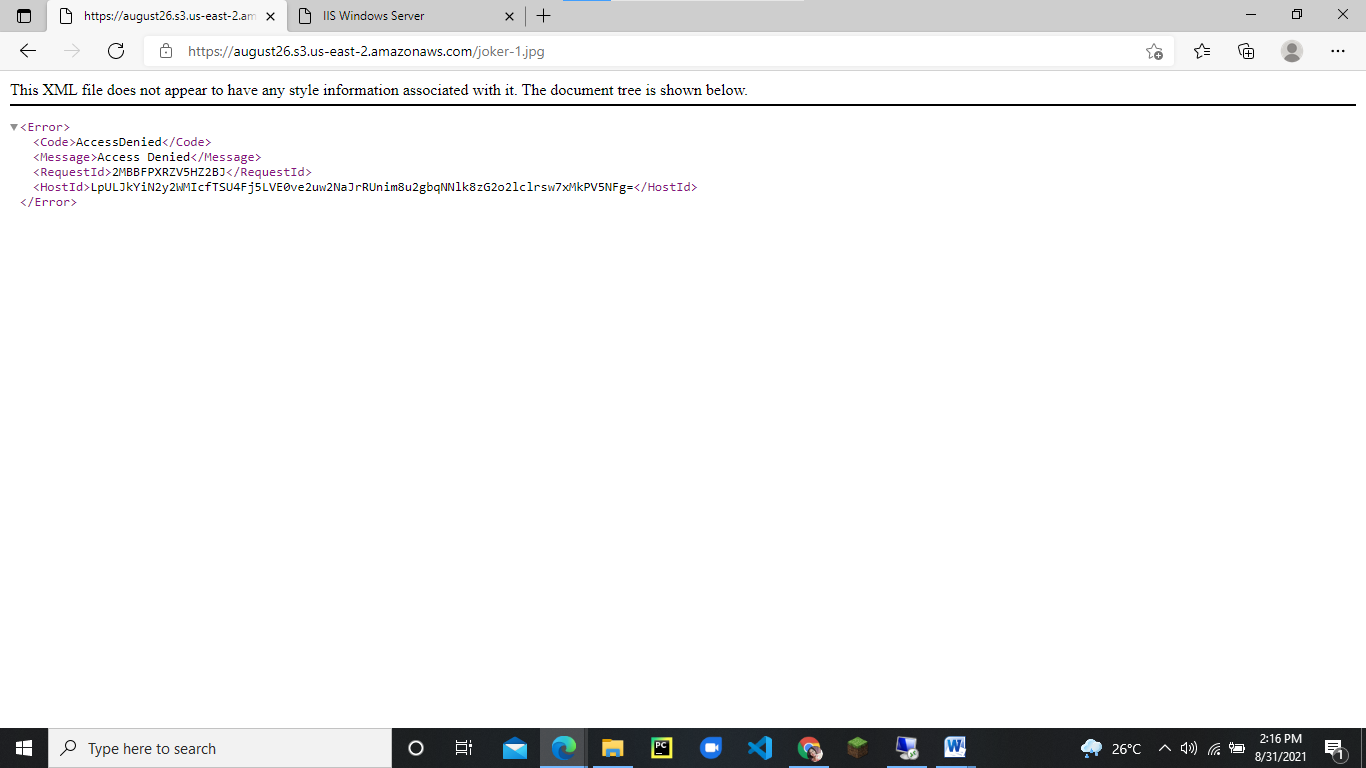 https://august26.s3.us-east-2.am
IIS Windows Server
https://august26.s3.us-east-2.amazonaws.com/joker-1.jpg
This XML file does not appear to have any style information associated with it. The document tree is shown below.
<Error>
<Code>AccessDenied</Code>
<Message>Access Denied</Message>
<RequestId>2MBBFPXRZV5HZ2BJ</RequestId>
<HostId>LpULJkYiN2y2WMIcfTSU4Fj5LVE0ve2uw2NaJrRUnim8u2gbqNNlk8zG2o2lclrsw7xMkPV5NFg=</HostId>
</Error>
Type here to search
PC
W
26°C
2:16 PM
8/31/2021
1